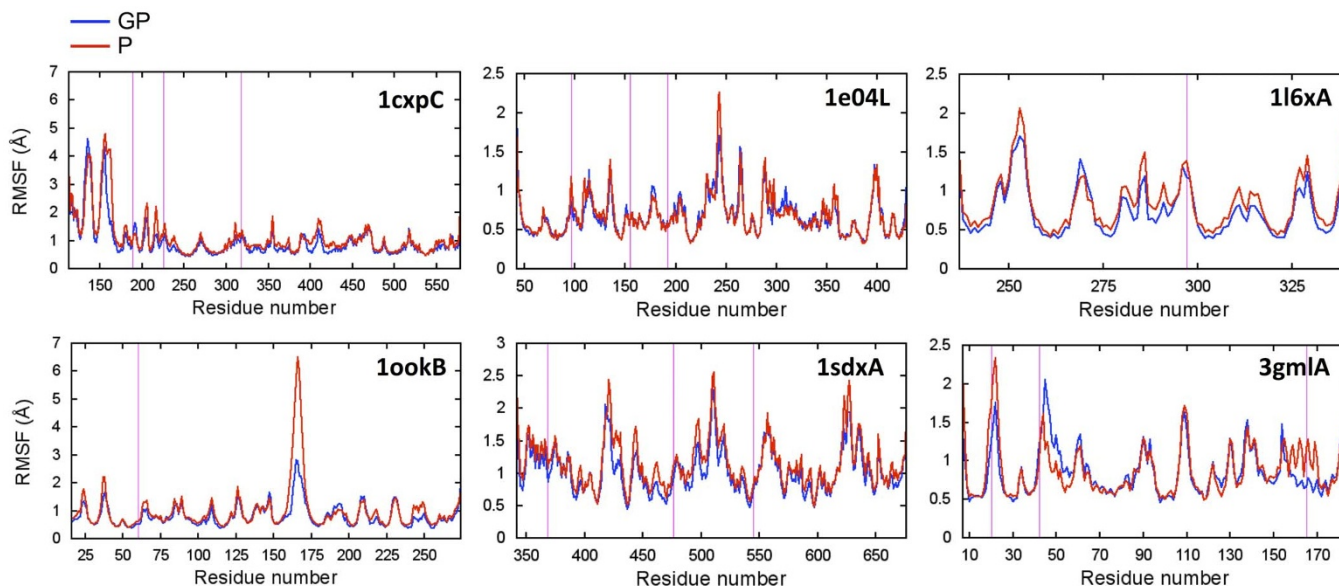 GP
P
7
6
5
4
3
2
1
0
RMSF (Å)
1cxpC
150 200 250 300 350 400 450 500 550
Residue number
2.5
2
1.5
1
0.5
0
1e04L
50 100 150 200 250 300 350 400
Residue number
2.5
2
1.5
1
0.5
0
1l6xA
250 275 300 325
Residue number
7
6
5
4
3
2
1
0
RMSF (Å)
1ookB
25 50 75 100 125 150 175 200 225 250
Residue number
3
2.5
2
1.5
1
0.5
0
1sdxA
350 400 450 500 550 600 650
Residue number
2.5
2
1.5
1
0.5
0
3gmlA
10 30 50 70 90 110 130 150 170
Residue number